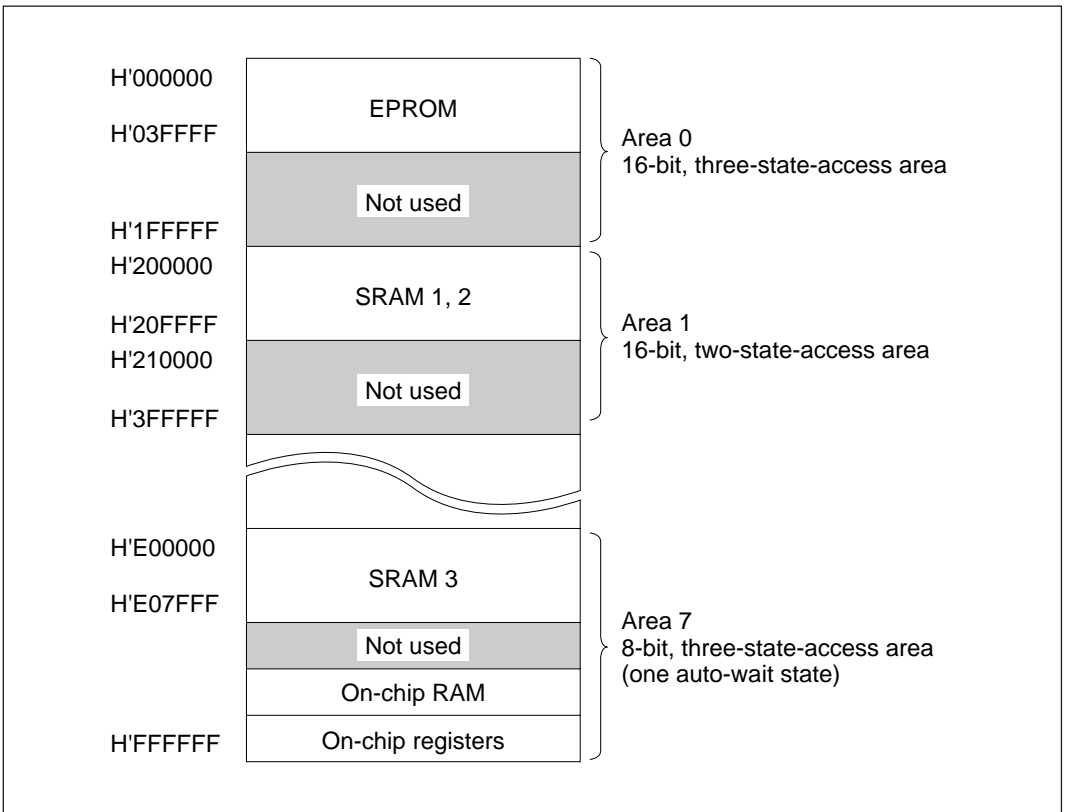 H'000000
EPROM
H'03FFFF
Area 0
16-bit, three-state-access area
Not used
H'1FFFFF
H'200000
SRAM 1, 2
H'20FFFF
Area 1
16-bit, two-state-access area
H'210000
Not used
H'3FFFFF
H'E00000
SRAM 3
H'E07FFF
Area 7
8-bit, three-state-access area
(one auto-wait state)
Not used
On-chip RAM
H'FFFFFF
On-chip registers